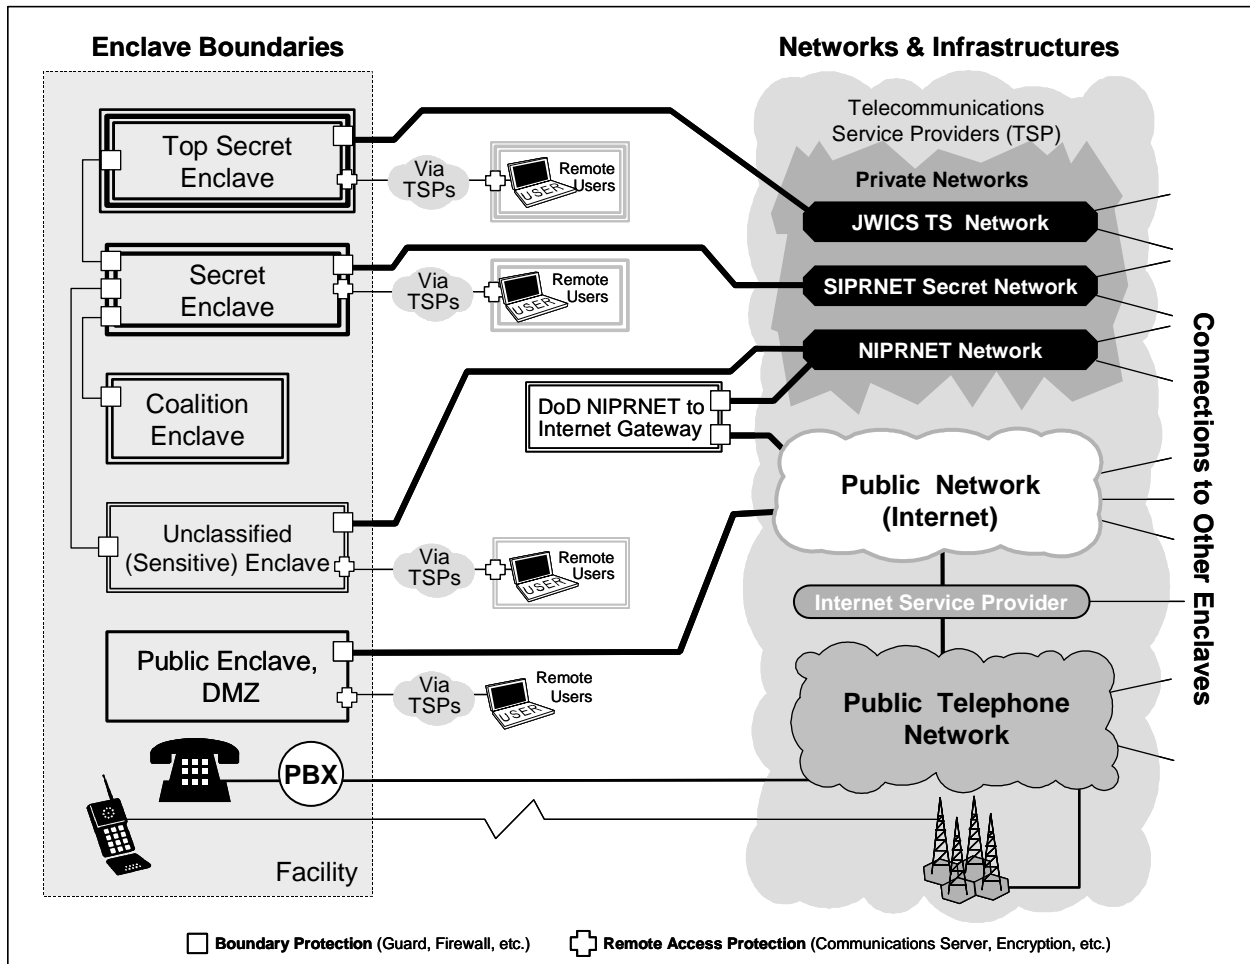 Enclave Boundaries
Networks & Infrastructures
Telecommunications
Service Providers (TSP)
Top Secret
Enclave
Via
TSPs
USER
Remote
Users
Private Networks
JWICS TS Network
Secret
Enclave
Via
TSPs
USER
Remote
Users
SIPRNET Secret Network
NIPRNET Network
Coalition
Enclave
DoD NIPRNET to
Internet Gateway
Public Network
(Internet)
Unclassified
(Sensitive) Enclave
Via
TSPs
USER
Remote
Users
Internet Service Provider
Public Enclave,
DMZ
Via
TSPs
USER
Remote
Users
Public Telephone
Network
PBX
Facility
Connections to Other Enclaves
Boundary Protection (Guard, Firewall, etc.)
Remote Access Protection (Communications Server, Encryption, etc.)